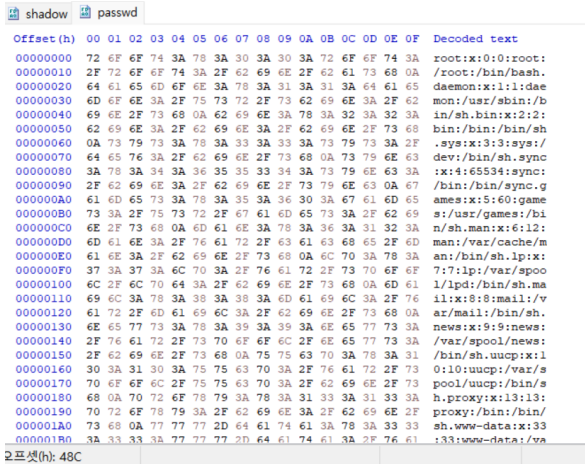 shadow passwd
Offset(h) 00 01 02 03 04 05 06 07 08 09 0A 0B 0C 0D 0E 0F Decoded text
00000000 72 6F 6F 74 3A 78 3A 30 3A 30 3A 72 6F 6F 74 3A root:x:0:0:root:
00000010 2F 72 6F 6F 74 3A 2F 62 69 6E 2F 62 61 73 68 0A /root:/bin/bash.
00000020 64 61 65 6D 6F 6E 3A 78 3A 31 3A 31 3A 64 61 65 daemon:x:1:1:dae
00000030 6D 6F 6E 3A 2F 75 73 72 2F 73 62 69 6E 3A 2F 62 mon:/usr/sbin:/b
00000040 69 6E 2F 73 68 0A 62 69 6E 3A 78 3A 32 3A 32 3A in/sh.bin:x:2:2:
00000050 62 69 6E 3A 2F 62 69 6E 3A 2F 62 69 6E 2F 73 68 bin:/bin:/bin/sh
00000060 0A 73 79 73 3A 78 3A 33 3A 33 3A 73 79 73 3A 2F .sys:x:3:3:sys:/
00000070 64 65 76 3A 2F 62 69 6E 2F 73 68 0A 73 79 6E 63 dev:/bin/sh.sync
00000080 3A 78 3A 34 3A 36 35 35 33 34 3A 73 79 6E 63 3A :x:4:65534:sync:
00000090 2F 62 69 6E 3A 2F 62 69 6E 2F 73 79 6E 63 0A 67 /bin:/bin/sync.g
000000A0 61 6D 65 73 3A 78 3A 35 3A 36 30 3A 67 61 6D 65 ames:x:5:60:game
000000B0 73 3A 2F 75 73 72 2F 67 61 6D 65 73 3A 2F 62 69 s:/usr/games:/bi
000000C0 6E 2F 73 68 0A 6D 61 6E 3A 78 3A 36 3A 31 32 3A n/sh.man:x:6:12:
000000D0 6D 61 6E 3A 2F 76 61 72 2F 63 61 63 68 65 2F 6D man:/var/cache/m
000000E0 61 6E 3A 2F 62 69 6E 2F 73 68 0A 6C 70 3A 78 3A an:/bin/sh.lp:x:
000000F0 37 3A 37 3A 6C 70 3A 2F 76 61 72 2F 73 70 6F 6F 7:7:lp:/var/spoo
00000100 6C 2F 6C 70 64 3A 2F 62 69 6E 2F 73 68 0A 6D 61 l/lpd:/bin/sh.ma
00000110 69 6C 3A 78 3A 38 3A 38 3A 6D 61 69 6C 3A 2F 76 il:x:8:8:mail:/v
00000120 61 72 2F 6D 61 69 6C 3A 2F 62 69 6E 2F 73 68 0A ar/mail:/bin/sh.
00000130 6E 65 77 73 3A 78 3A 39 3A 39 3A 6E 65 77 73 3A news:x:9:9:news:
00000140 2F 76 61 72 2F 73 70 6F 6F 6C 2F 6E 65 77 73 3A /var/spool/news:
00000150 2F 62 69 6E 2F 73 68 0A 75 75 63 70 3A 78 3A 31 /bin/sh.uucp:x:1
00000160 30 3A 31 30 3A 75 75 63 70 3A 2F 76 61 72 2F 73 0:10:uucp:/var/s
00000170 70 6F 6F 6C 2F 75 75 63 70 3A 2F 62 69 6E 2F 73 pool/uucp:/bin/s
00000180 68 0A 70 72 6F 78 79 3A 78 3A 31 33 3A 31 33 3A h.proxy:x:13:13:
00000190 70 72 6F 78 79 3A 2F 62 69 6E 3A 2F 62 69 6E 2F proxy:/bin:/bin/
000001A0 73 68 0A 77 77 77 2D 64 61 74 61 3A 78 3A 33 33 sh.www-data:x:33
000001B0 3A 33 33 3A 77 77 77 2D 64 61 74 61 3A 2F 76 61 :33:www-data:/va
오프셋(h): 48C